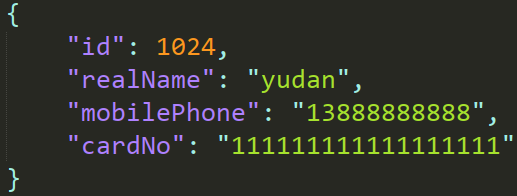 {
"id": 1024,
"realName": "yudan",
"mobilePhone": "13888888888",
"cardNo": "111111111111111111"
}